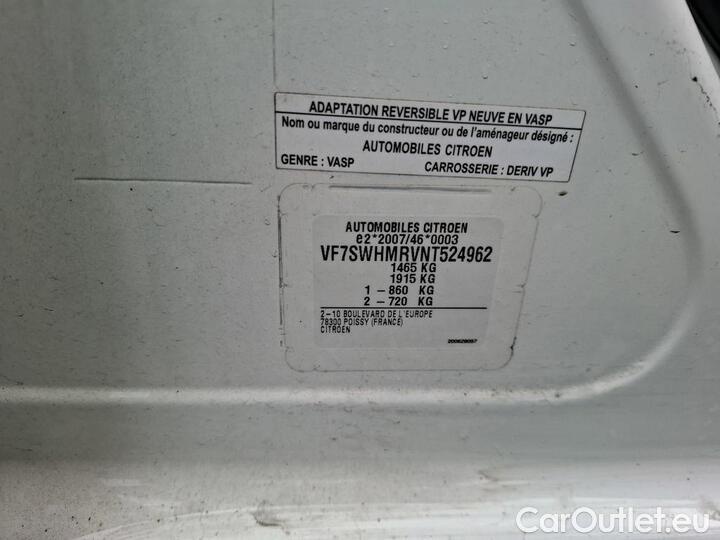 ADAPTATION REVERSIBLE VP NEUVE EN VASP
Nom ou marque du constructeur ou de l'aménageur désigné :
AUTOMOBILES CITROEN
GENRE : VASP CARROSSERIE : DERIV VP
AUTOMOBILES CITROEN
e2*2007/46*0003
VF7SWHMRVNT524962
1465 KG
1915 KG
1 - 860 KG
2 - 720 KG
2-10 BOULEVARD DE L'EUROPE
78300 POISSY (FRANCE)
CITROEN
200628097
CarOutlet.eu